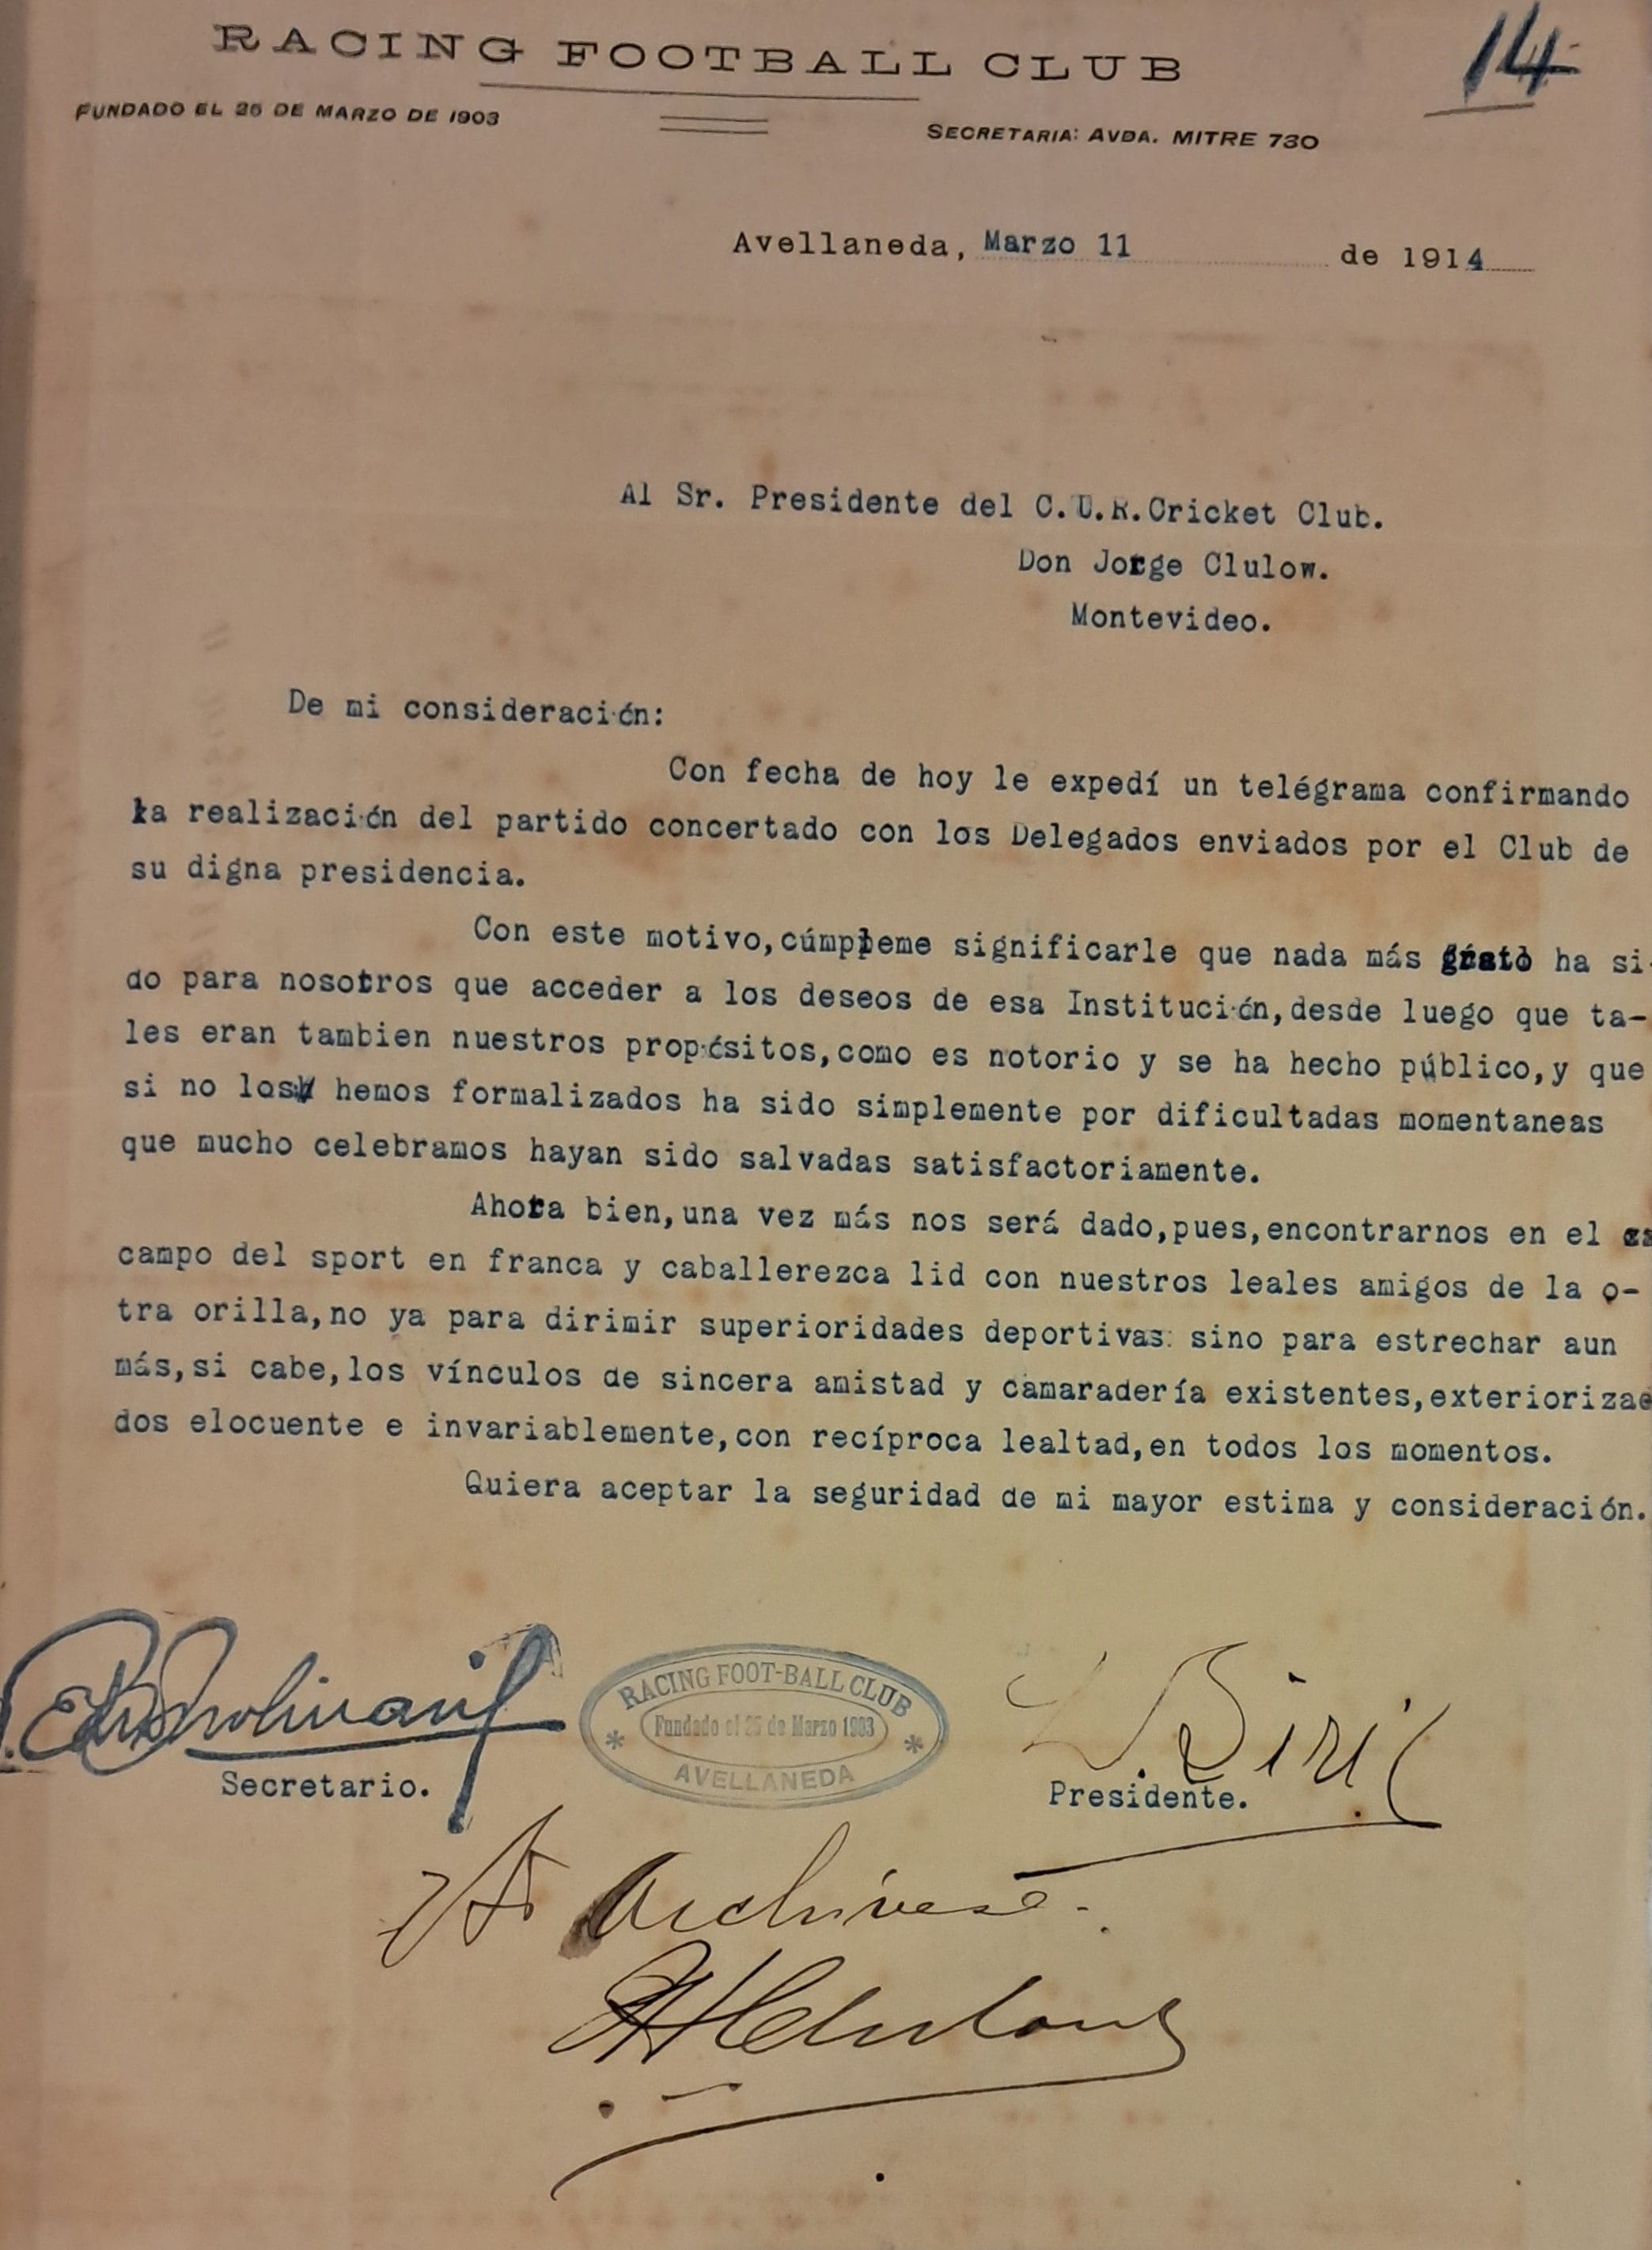 RACING FOOTBALL CLUB
14
FUNDADO EL 25 DE MARZO DE 1903
SECRETARIA: AVDA. MITRE 730
Avellaneda, Marzo 11 de 1914
Al Sr. Presidente del C.U.R.Cricket Club.
Don Jorge Clulow.
Montevideo.
De mi consideración:
Con fecha de hoy le expedí un telégrama confirmando
la realización del partido concertado con los Delegados enviados por el Club de
su digna presidencia.
Con este motivo,cúmpleme significarle que nada más grato ha si-
do para nosotros que acceder a los deseos de esa Institución,desde luego que ta-
les eran tambien nuestros propósitos,como es notorio y se ha hecho público,y que
si no los hemos formalizados ha sido simplemente por dificultadas momentaneas
que mucho celebramos hayan sido salvadas satisfactoriamente.
Ahora bien,una vez más nos será dado,pues,encontrarnos en el
campo del sport en franca y caballerezca lid con nuestros leales amigos de la o-
tra orilla,no ya para dirimir superioridades deportivas: sino para estrechar aun
más,si cabe,los vínculos de sincera amistad y camaradería existentes,exterioriza
dos elocuente e invariablemente,con recíproca lealtad,en todos los momentos.
Quiera aceptar la seguridad de mi mayor estima y consideración.
RACING FOOT-BALL CLUB
Fundado el 25 de Marzo 1903
AVELLANEDA
Secretario.
Presidente.
Archívese.